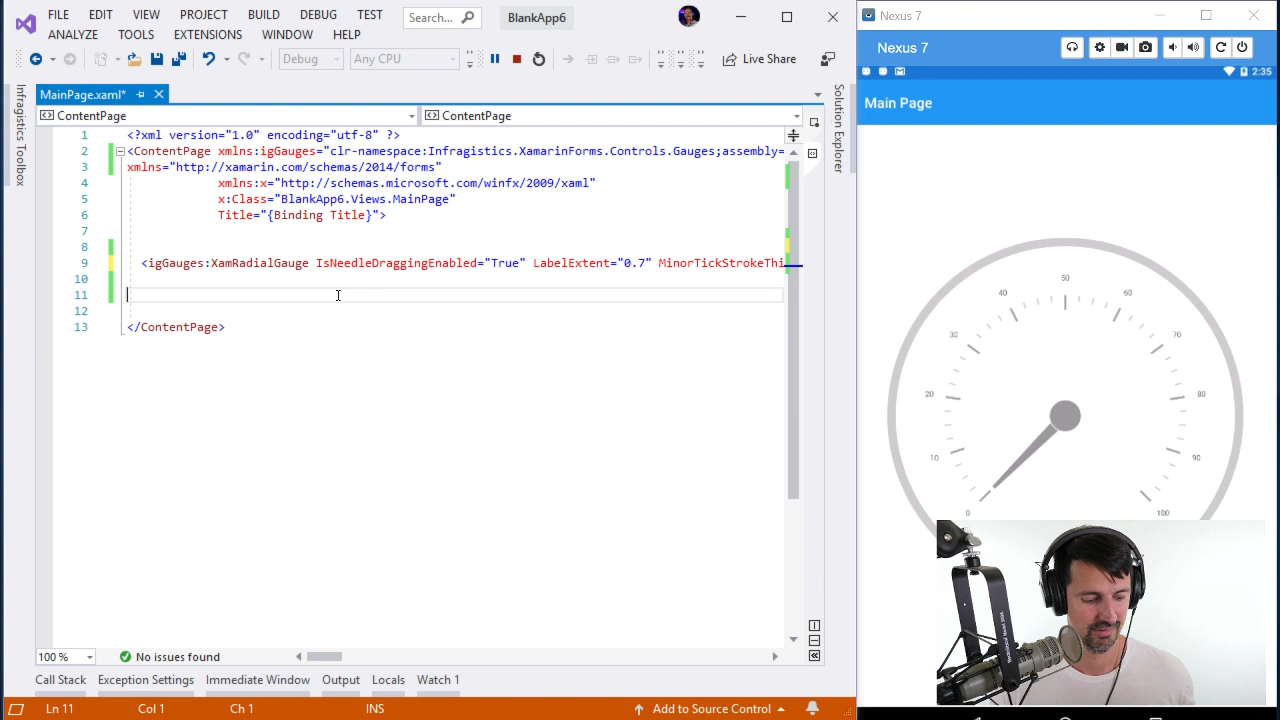 FILE EDIT VIEW PROJECT BUILD DEBUG TEST
Search...
BlankApp6
ANALYZE TOOLS EXTENSIONS WINDOW HELP
Debug
Any CPU
Live Share
Infragistics Toolbox
MainPage.xaml*
ContentPage
ContentPage
Solution Explorer
1 <?xml version="1.0" encoding="utf-8" ?>
2 <ContentPage xmlns:igGauges="clr-namespace:Infragistics.XamarinForms.Controls.Gauges;assembly=
3 xmlns="http://xamarin.com/schemas/2014/forms"
4 xmlns:x="http://schemas.microsoft.com/winfx/2009/xaml"
5 x:Class="BlankApp6.Views.MainPage"
6 Title="{Binding Title}">
7
8
9 <igGauges:XamRadialGauge IsNeedleDraggingEnabled="True" LabelExtent="0.7" MinorTickStrokeThi
10
11
12
13 </ContentPage>
100 %
No issues found
Call Stack Exception Settings Immediate Window Output Locals Watch 1
Ln 11 Col 1 Ch 1 INS Add to Source Control
Nexus 7
Nexus 7
2:35
Main Page
50
40 60
30 70
20 80
10 90
0 100